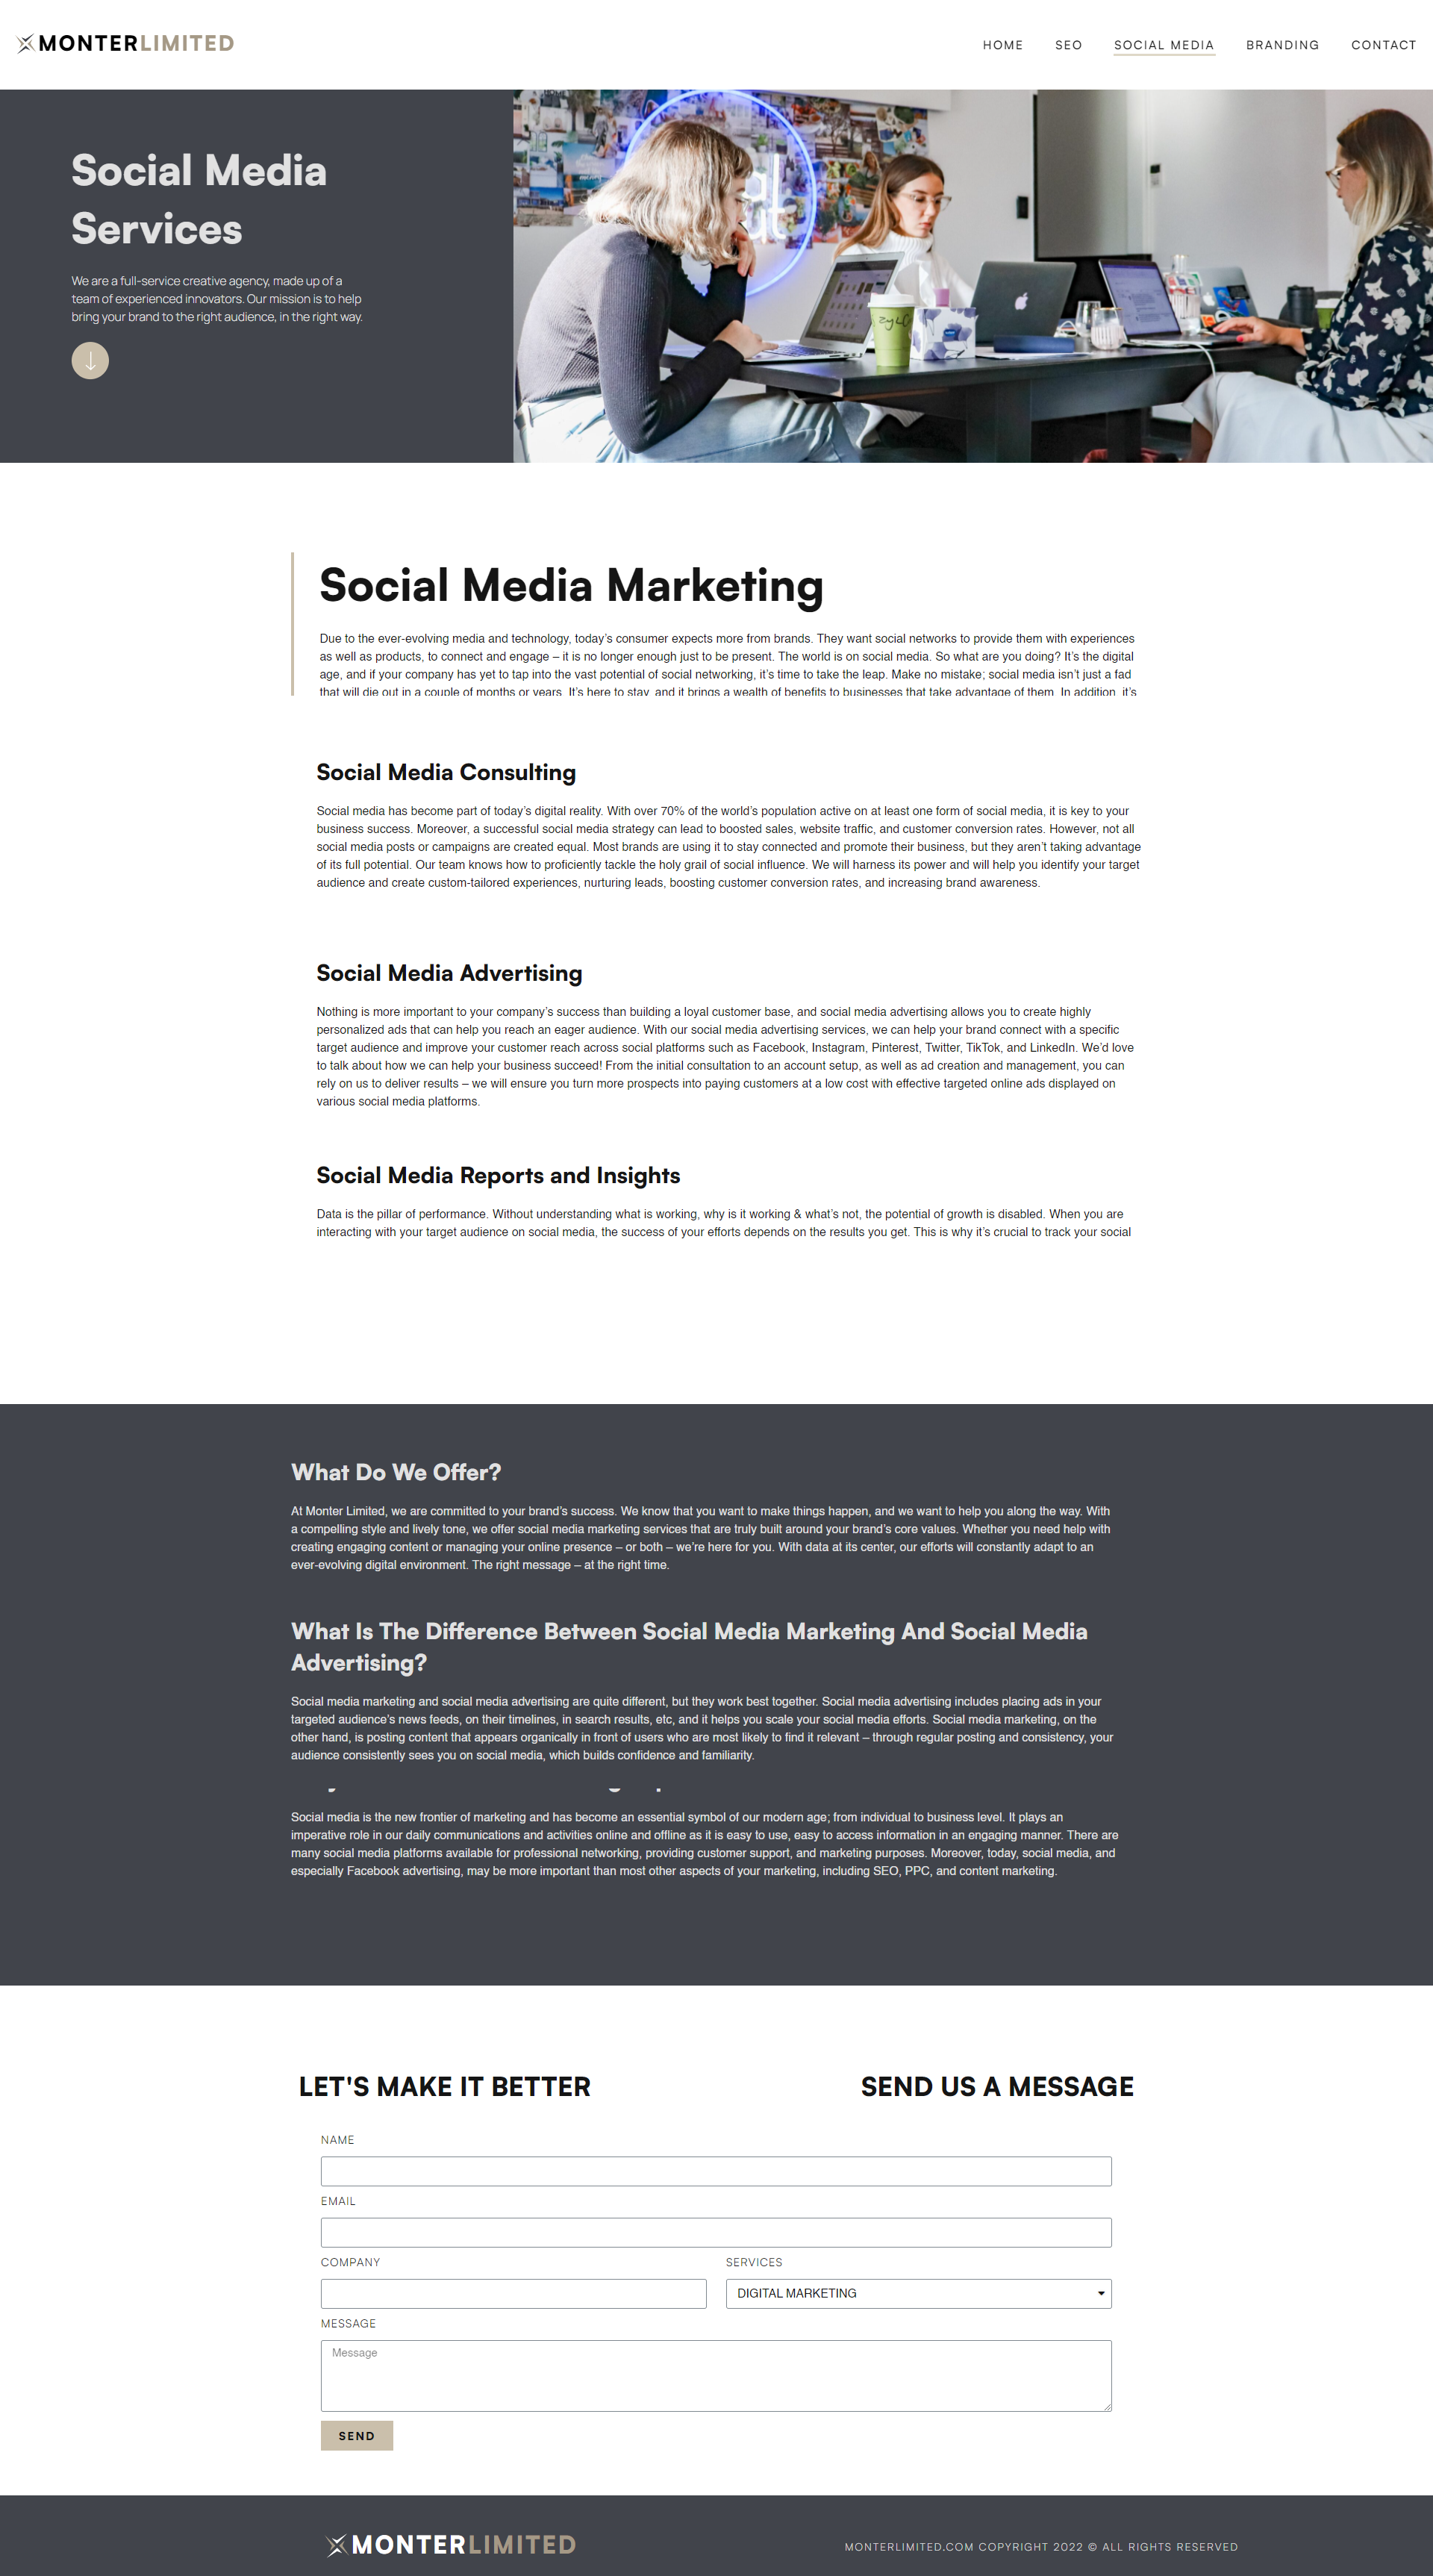 MONTERLIMITED
HOME SEO SOCIAL MEDIA BRANDING CONTACT
Social Media
Services
We are a full-service creative agency, made up of a
team of experienced innovators. Our mission is to help
bring your brand to the right audience, in the right way.
zylo
Social Media Marketing
Due to the ever-evolving media and technology, today’s consumer expects more from brands. They want social networks to provide them with experiences
as well as products, to connect and engage – it is no longer enough just to be present. The world is on social media. So what are you doing? It’s the digital
age, and if your company has yet to tap into the vast potential of social networking, it’s time to take the leap. Make no mistake; social media isn’t just a fad
that will die out in a couple of months or years. It’s here to stay, and it brings a wealth of benefits to businesses that take advantage of them. In addition, it’s
Social Media Consulting
Social media has become part of today’s digital reality. With over 70% of the world’s population active on at least one form of social media, it is key to your
business success. Moreover, a successful social media strategy can lead to boosted sales, website traffic, and customer conversion rates. However, not all
social media posts or campaigns are created equal. Most brands are using it to stay connected and promote their business, but they aren’t taking advantage
of its full potential. Our team knows how to proficiently tackle the holy grail of social influence. We will harness its power and will help you identify your target
audience and create custom-tailored experiences, nurturing leads, boosting customer conversion rates, and increasing brand awareness.
Social Media Advertising
Nothing is more important to your company’s success than building a loyal customer base, and social media advertising allows you to create highly
personalized ads that can help you reach an eager audience. With our social media advertising services, we can help your brand connect with a specific
target audience and improve your customer reach across social platforms such as Facebook, Instagram, Pinterest, Twitter, TikTok, and LinkedIn. We’d love
to talk about how we can help your business succeed! From the initial consultation to an account setup, as well as ad creation and management, you can
rely on us to deliver results – we will ensure you turn more prospects into paying customers at a low cost with effective targeted online ads displayed on
various social media platforms.
Social Media Reports and Insights
Data is the pillar of performance. Without understanding what is working, why is it working & what’s not, the potential of growth is disabled. When you are
interacting with your target audience on social media, the success of your efforts depends on the results you get. This is why it’s crucial to track your social
What Do We Offer?
At Monter Limited, we are committed to your brand’s success. We know that you want to make things happen, and we want to help you along the way. With
a compelling style and lively tone, we offer social media marketing services that are truly built around your brand’s core values. Whether you need help with
creating engaging content or managing your online presence – or both – we’re here for you. With data at its center, our efforts will constantly adapt to an
ever-evolving digital environment. The right message – at the right time.
What Is The Difference Between Social Media Marketing And Social Media
Advertising?
Social media marketing and social media advertising are quite different, but they work best together. Social media advertising includes placing ads in your
targeted audience’s news feeds, on their timelines, in search results, etc, and it helps you scale your social media efforts. Social media marketing, on the
other hand, is posting content that appears organically in front of users who are most likely to find it relevant – through regular posting and consistency, your
audience consistently sees you on social media, which builds confidence and familiarity.
Social media is the new frontier of marketing and has become an essential symbol of our modern age; from individual to business level. It plays an
imperative role in our daily communications and activities online and offline as it is easy to use, easy to access information in an engaging manner. There are
many social media platforms available for professional networking, providing customer support, and marketing purposes. Moreover, today, social media, and
especially Facebook advertising, may be more important than most other aspects of your marketing, including SEO, PPC, and content marketing.
LET'S MAKE IT BETTER
SEND US A MESSAGE
NAME
EMAIL
COMPANY
SERVICES
DIGITAL MARKETING
MESSAGE
Message
SEND
MONTERLIMITED
MONTERLIMITED.COM COPYRIGHT 2022 © ALL RIGHTS RESERVED